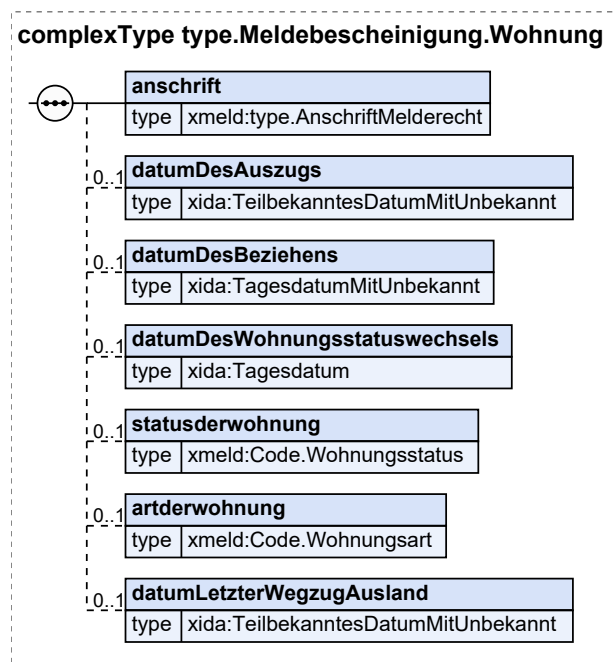 complexType type.Meldebescheinigung.Wohnung
anschrift
type xmeld:type.AnschriftMelderecht
0..1 datumDesAuszugs
type xida:TeilbekanntesDatumMitUnbekannt
0..1 datumDesBeziehens
type xida:TagesdatumMitUnbekannt
0..1 datumDesWohnungsstatuswechsels
type xida:Tagesdatum
0..1 statusderwohnung
type xmeld:Code.Wohnungsstatus
0..1 artderwohnung
type xmeld:Code.Wohnungsart
0..1 datumLetzterWegzugAusland
type xida:TeilbekanntesDatumMitUnbekannt